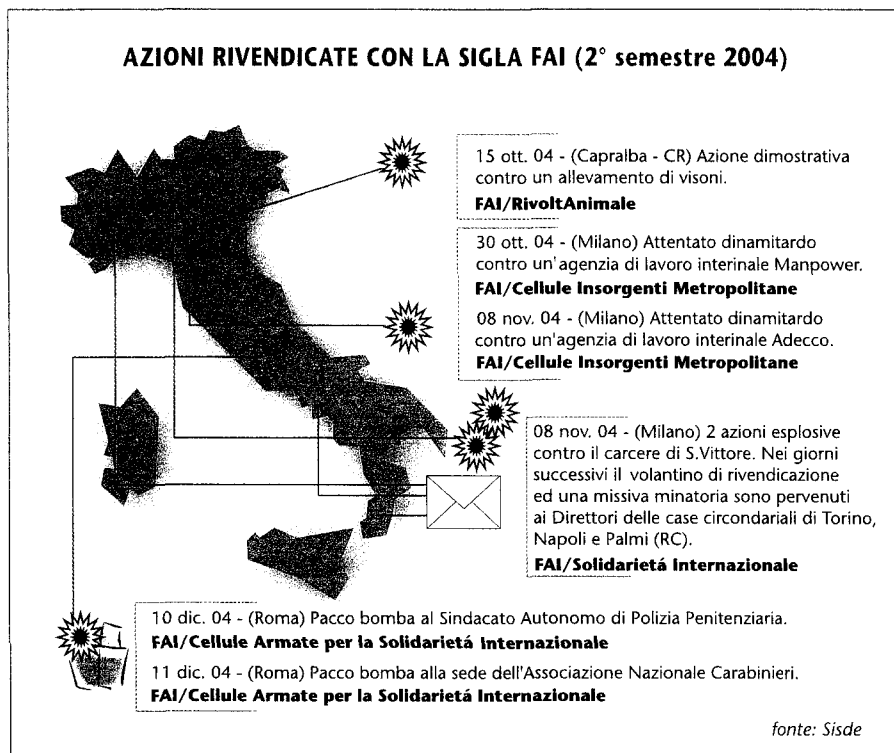 AZIONI RIVENDICATE CON LA SIGLA FAI (2° semestre 2004)
15 ott. 04 - (Capralba - CR) Azione dimostrativa
contro un allevamento di visoni.
FAI/RivoltAnimale
30 ott. 04 - (Milano) Attentato dinamitardo
contro un'agenzia di lavoro interinale Manpower.
FAI/Cellule Insorgenti Metropolitane
08 nov. 04 - (Milano) Attentato dinamitardo
contro un'agenzia di lavoro interinale Adecco.
FAI/Cellule Insorgenti Metropolitane
08 nov. 04 - (Milano) 2 azioni esplosive
contro il carcere di S.Vittore. Nei giorni
successivi il volantino di rivendicazione
ed una missiva minatoria sono pervenuti
ai Direttori delle case circondariali di Torino,
Napoli e Palmi (RC).
FAI/Solidarietá Internazionale
10 dic. 04 - (Roma) Pacco bomba al Sindacato Autonomo di Polizia Penitenziaria.
FAI/Cellule Armate per la Solidarietá Internazionale
11 dic. 04 - (Roma) Pacco bomba alla sede dell'Associazione Nazionale Carabinieri.
FAI/Cellule Armate per la Solidarietá Internazionale
fonte: Sisde